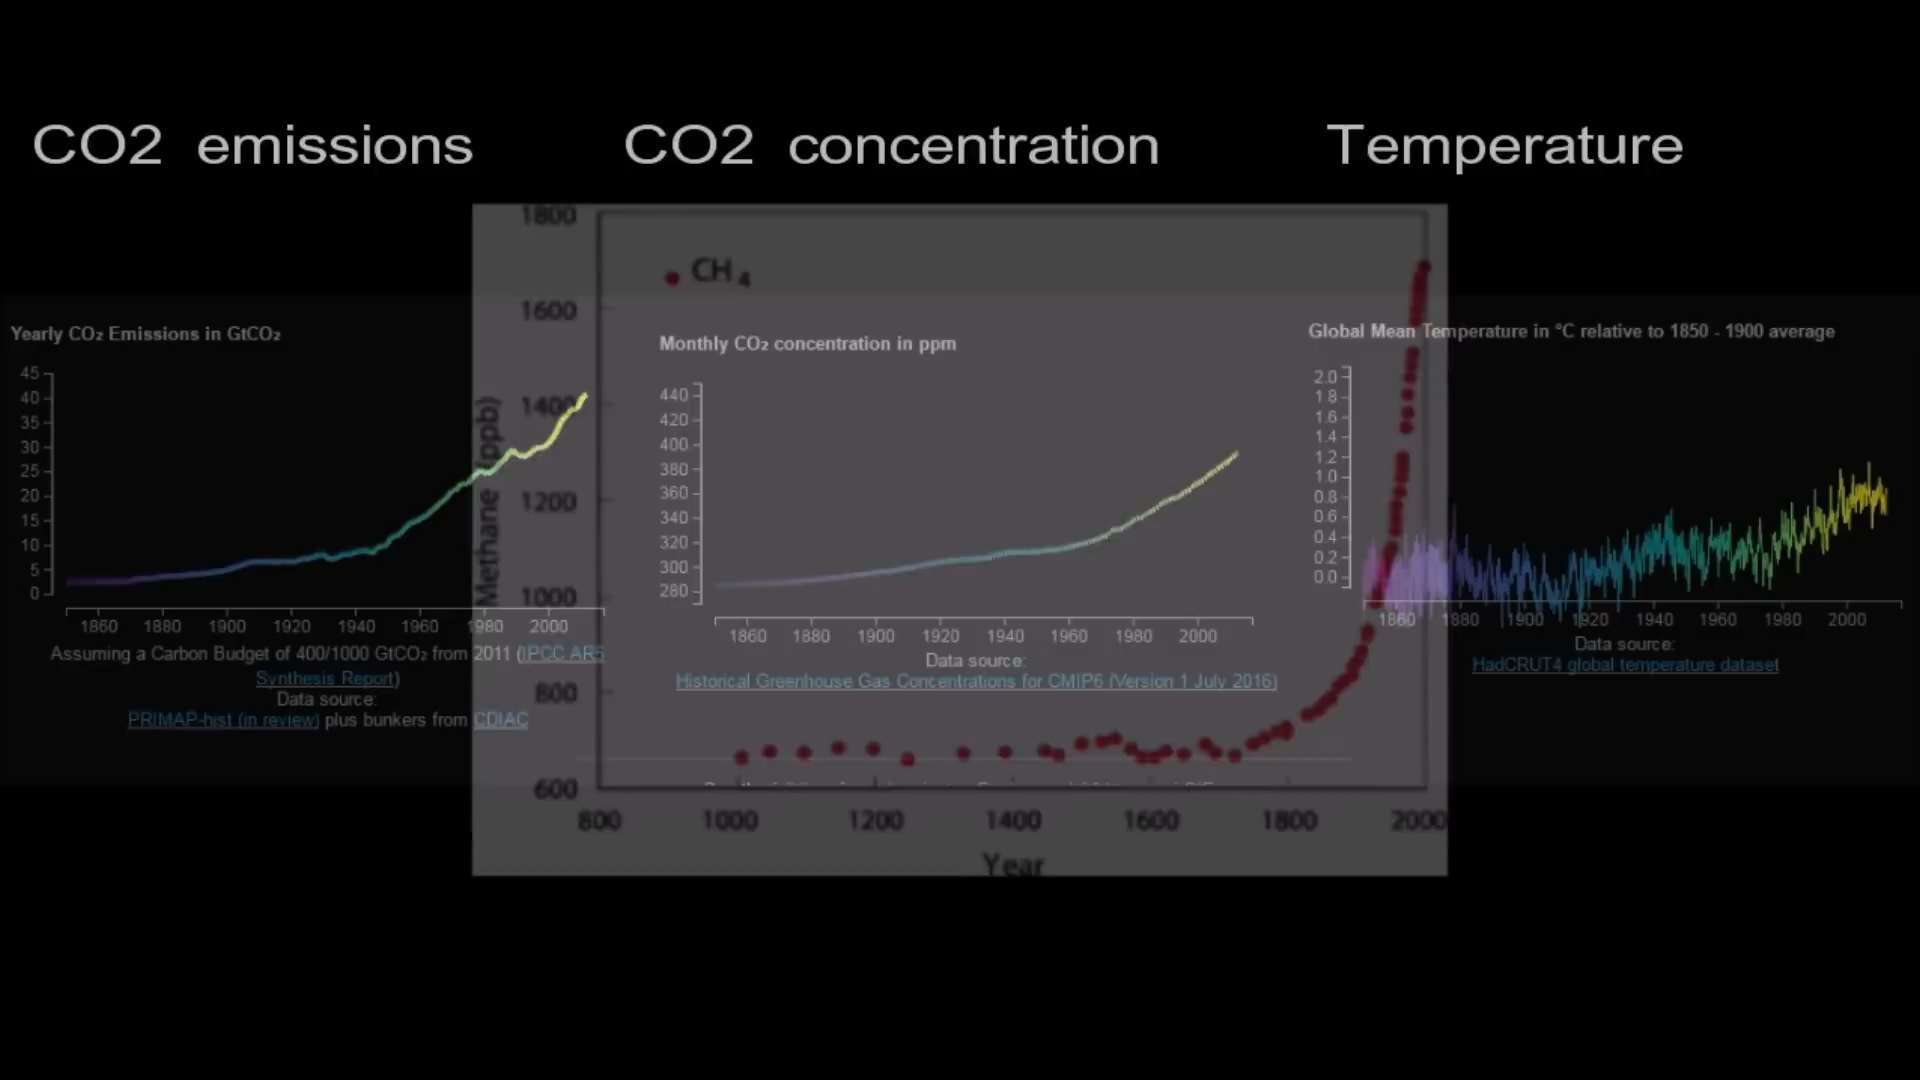 CO2 emissions
CO2 concentration
Temperature
Yearly CO₂ Emissions in GtCO₂
45
40
35
30
25
20
15
10
5
0
1860 1880 1900 1920 1940 1960 1980 2000
Assuming a Carbon Budget of 400/1000 GtCO₂ from 2011 (IPCC AR5
Synthesis Report)
Data source:
PRIMAP-hist (in review) plus bunkers from CDIAC
Monthly CO₂ concentration in ppm
440
420
400
380
360
340
320
300
280
1860 1880 1900 1920 1940 1960 1980 2000
Data source:
Historical Greenhouse Gas Concentrations for CMIP6 (Version 1 July 2016)
Global Mean Temperature in °C relative to 1850 - 1900 average
2.0
1.8
1.6
1.4
1.2
1.0
0.8
0.6
0.4
0.2
0.0
1860 1880 1900 1920 1940 1960 1980 2000
Data source:
HadCRUT4 global temperature dataset
CH4
Methane (ppb)
1800
1600
1400
1200
1000
800
600
800 1000 1200 1400 1600 1800 2000
Year